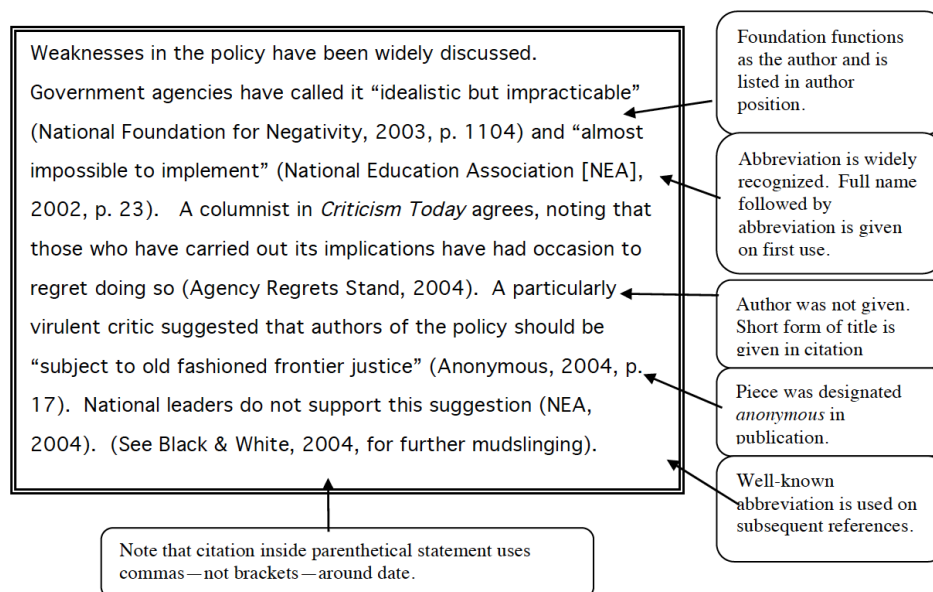 Weaknesses in the policy have been widely discussed.
Government agencies have called it “idealistic but impracticable”
(National Foundation for Negativity, 2003, p. 1104) and “almost
impossible to implement” (National Education Association [NEA],
2002, p. 23).   A columnist in Criticism Today agrees, noting that
those who have carried out its implications have had occasion to
regret doing so (Agency Regrets Stand, 2004).  A particularly
virulent critic suggested that authors of the policy should be
“subject to old fashioned frontier justice” (Anonymous, 2004, p.
17).  National leaders do not support this suggestion (NEA,
2004).  (See Black & White, 2004, for further mudslinging).
Foundation functions
as the author and is
listed in author
position.
Abbreviation is widely
recognized.  Full name
followed by
abbreviation is given
on first use.
Author was not given.
Short form of title is
given in citation
Piece was designated
anonymous in
publication.
Well-known
abbreviation is used on
subsequent references.
Note that citation inside parenthetical statement uses
commas—not brackets—around date.